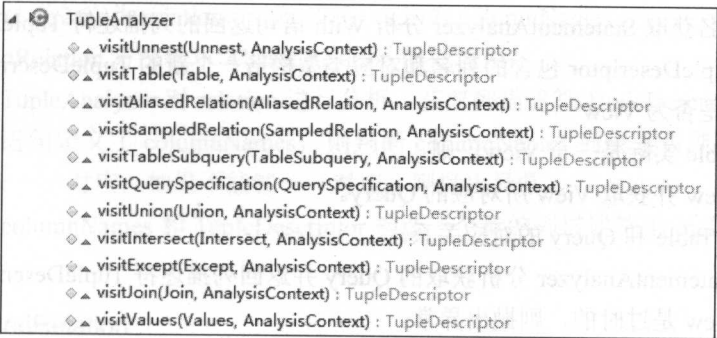 TupleAnalyzer
visitUnnest(Unnest, AnalysisContext) : TupleDescriptor
visitTable(Table, AnalysisContext) : TupleDescriptor
visitAliasedRelation(AliasedRelation, AnalysisContext) : TupleDescriptor
visitSampledRelation(SampledRelation, AnalysisContext) : TupleDescriptor
visitTableSubquery(TableSubquery, AnalysisContext) : TupleDescriptor
visitQuerySpecification(QuerySpecification, AnalysisContext) : TupleDescriptor
visitUnion(Union, AnalysisContext) : TupleDescriptor
visitIntersect(Intersect, AnalysisContext) : TupleDescriptor
visitExcept(Except, AnalysisContext) : TupleDescriptor
visitJoin(Join, AnalysisContext) : TupleDescriptor
visitValues(Values, AnalysisContext) : TupleDescriptor